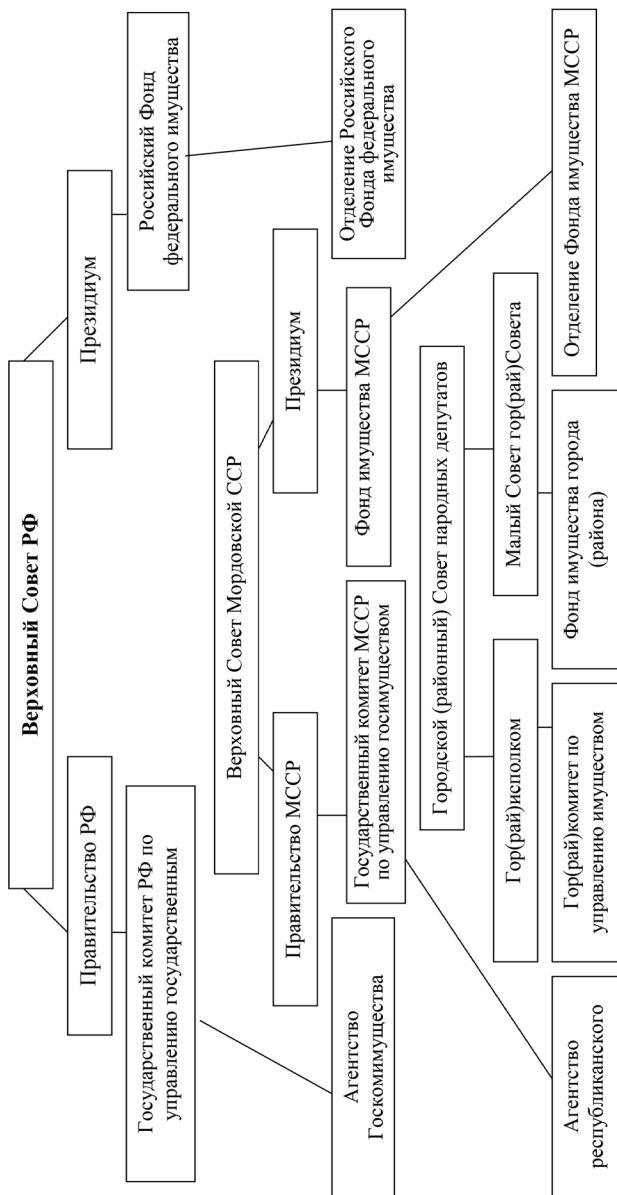 Верховный Совет РФ
Правительство РФ
Президиум
Государственный комитет РФ по
управлению государственным
Российский Фонд
федерального имущества
Верховный Совет Мордовской ССР
Правительство МССР
Президиум
Агентство
Госкомимущества
Государственный комитет МССР
по управлению госимуществом
Фонд имущества МССР
Отделение Российского
Фонда федерального
имущества
Городской (районный) Совет народных депутатов
Гор(рай)исполком
Малый Совет гор(рай)Совета
Агентство
республиканского
Гор(рай)комитет по
управлению имуществом
Фонд имущества города
(района)
Отделение Фонда имущества МССР